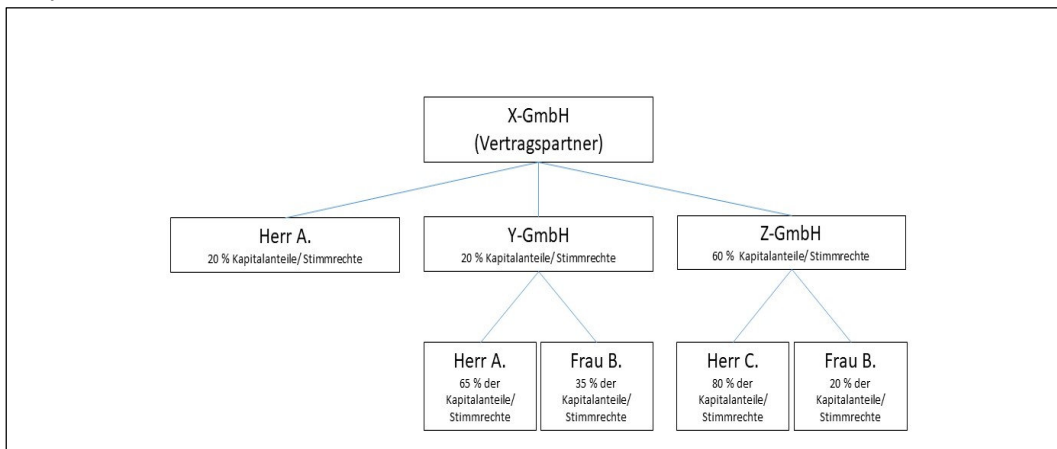 X-GmbH
(Vertragspartner)
Herr A.
20 % Kapitalanteile/ Stimmrechte
Y-GmbH
20 % Kapitalanteile/ Stimmrechte
Z-GmbH
60 % Kapitalanteile/ Stimmrechte
Herr A.
65 % der
Kapitalanteile/
Stimmrechte
Frau B.
35 % der
Kapitalanteile/
Stimmrechte
Herr C.
80 % der
Kapitalanteile/
Stimmrechte
Frau B.
20 % der
Kapitalanteile/
Stimmrechte